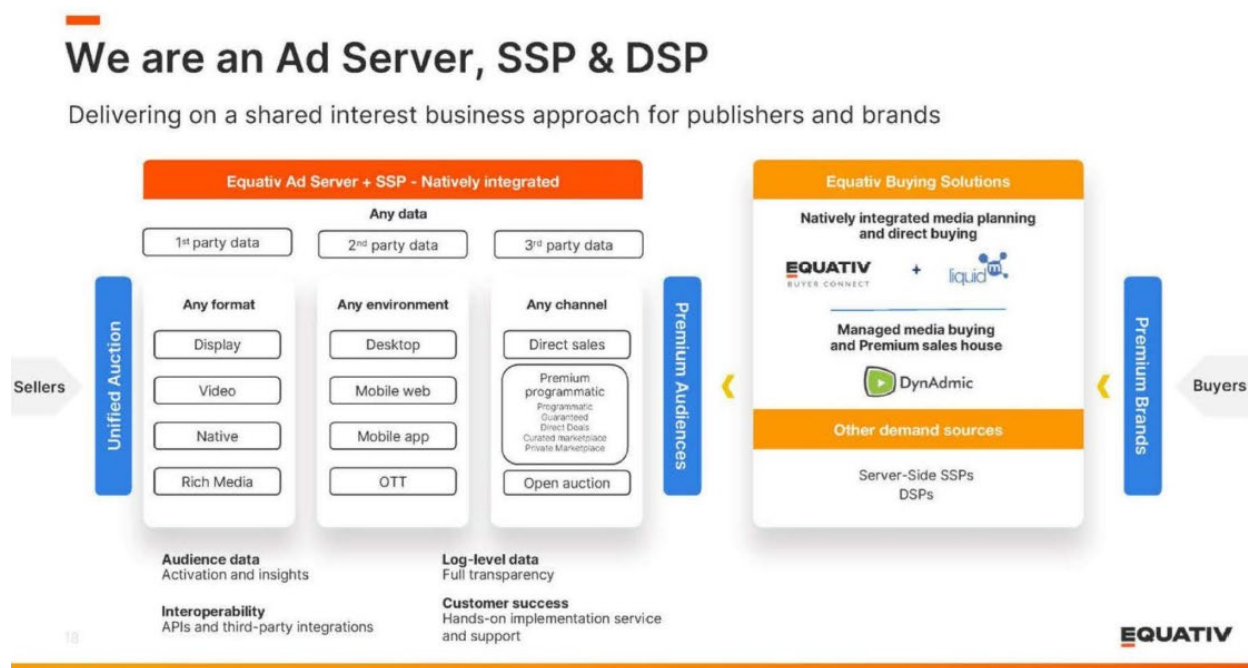 We are an Ad Server, SSP & DSP
Delivering on a shared interest business approach for publishers and brands
Sellers
Unified Auction
Equativ Ad Server + SSP - Natively integrated
Any data
1st party data
2nd party data
3rd party data
Any format
Display
Video
Native
Rich Media
Any environment
Desktop
Mobile web
Mobile app
OTT
Any channel
Direct sales
Premium
programmatic
Programmatic
Guaranteed
Direct Deals
Curated marketplace
Private Marketplace
Open auction
Premium Audiences
Equativ Buying Solutions
Natively integrated media planning
and direct buying
EQUATIV
BUYER CONNECT
+
liquidm
Managed media buying
and Premium sales house
DynAdmic
Other demand sources
Server-Side SSPs
DSPs
Premium Brands
Buyers
Audience data
Activation and insights
Interoperability
APIs and third-party integrations
Log-level data
Full transparency
Customer success
Hands-on implementation service
and support
18
EQUATIV